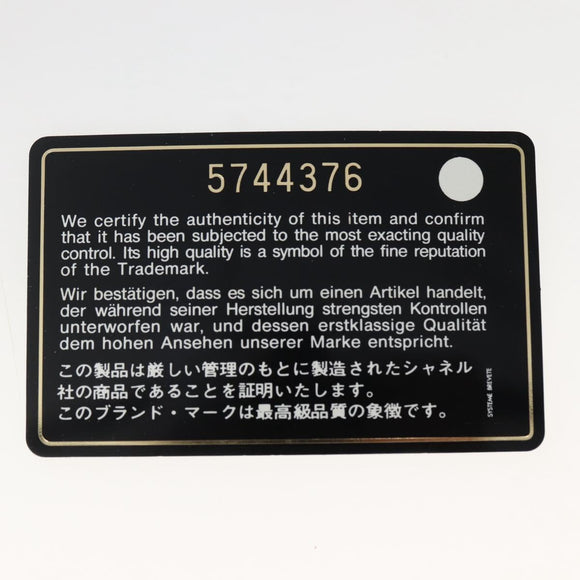 5744376
We certify the authenticity of this item and confirm
that it has been subjected to the most exacting quality
control. Its high quality is a symbol of the fine reputation
of the Trademark.
Wir bestätigen, dass es sich um einen Artikel handelt,
der während seiner Herstellung strengsten Kontrollen
unterworfen war, und dessen erstklassige Qualität
dem hohen Ansehen unserer Marke entspricht.
この製品は厳しい管理のもとに製造されたシャネル
社の商品であることを証明いたします。
このブランド・マークは最高級品質の象徴です。
SYSTEME BREVETE